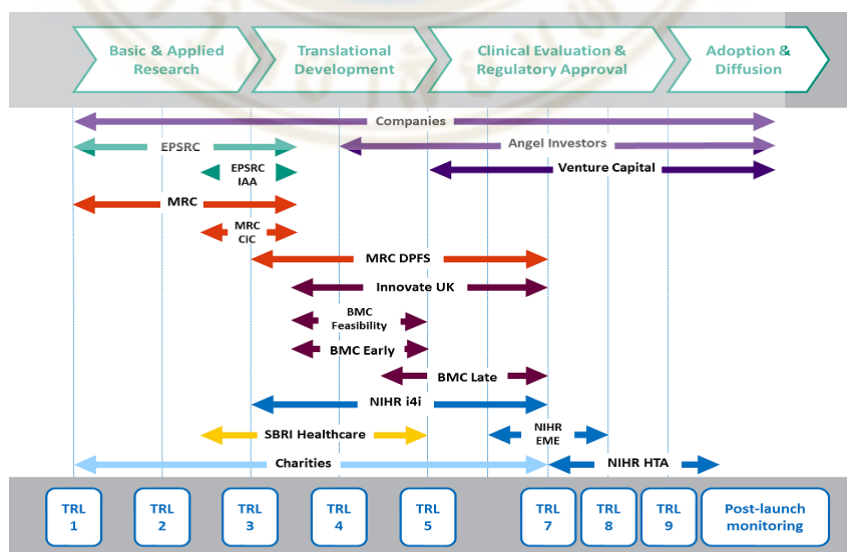 Basic & Applied
Research
Translational
Development
Clinical Evaluation &
Regulatory Approval
Adoption &
Diffusion
Companies
EPSRC
Angel Investors
EPSRC
IAA
Venture Capital
MRC
MRC
CiC
MRC DPFS
Innovate UK
BMC
Feasibility
BMC Early
BMC Late
NIHR i4i
SBRI Healthcare
NIHR
EME
Charities
NIHR HTA
TRL
1
TRL
2
TRL
3
TRL
4
TRL
5
TRL
7
TRL
8
TRL
9
Post-launch
monitoring